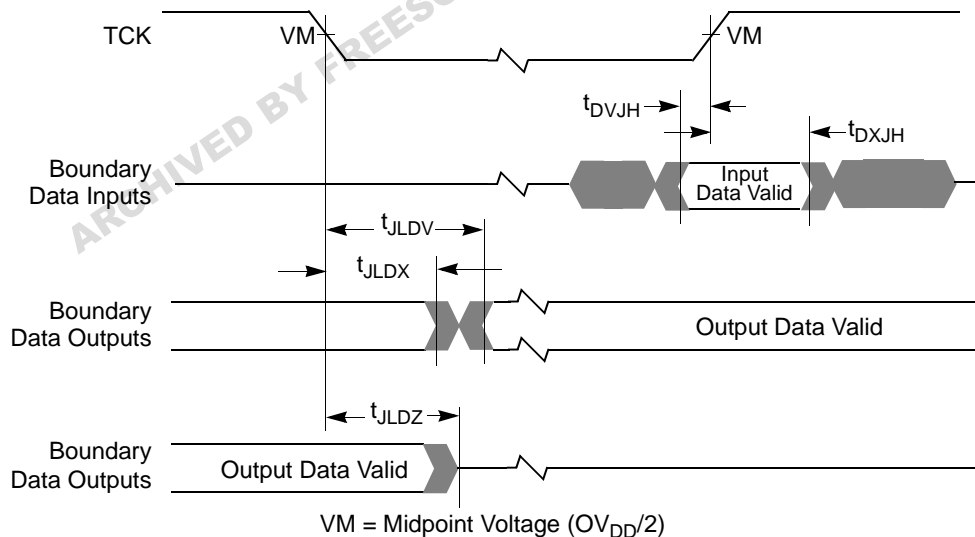 TCK
VM
VM
tDVJH
tDXJH
Boundary
Data Inputs
Input
Data Valid
tJLDV
tJLDX
Boundary
Data Outputs
Output Data Valid
tJLDZ
Boundary
Data Outputs
Output Data Valid
VM = Midpoint Voltage (OVDD/2)
ARCHIVED BY FREESC